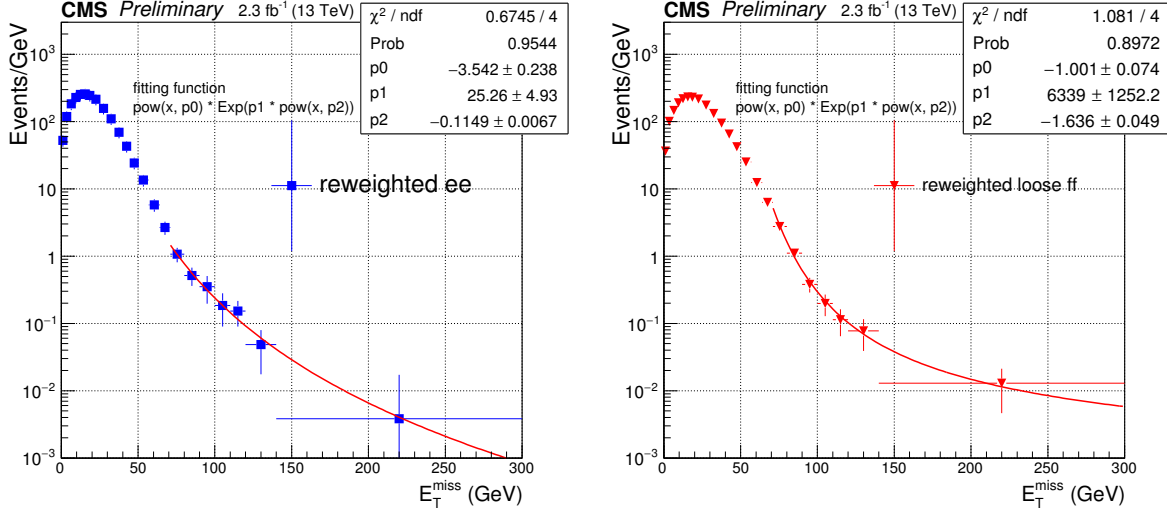 CMS Preliminary 2.3 fb⁻¹ (13 TeV)
χ² / ndf 0.6745 / 4
Prob 0.9544
p0 −3.542 ± 0.238
p1 25.26 ± 4.93
p2 −0.1149 ± 0.0067
fitting function
pow(x, p0) * Exp(p1 * pow(x, p2))
reweighted ee
Events/GeV
10³
10²
10
1
10⁻¹
10⁻²
10⁻³
0 50 100 150 200 250 300
E_T^miss (GeV)
CMS Preliminary 2.3 fb⁻¹ (13 TeV)
χ² / ndf 1.081 / 4
Prob 0.8972
p0 −1.001 ± 0.074
p1 6339 ± 1252.2
p2 −1.636 ± 0.049
fitting function
pow(x, p0) * Exp(p1 * pow(x, p2))
reweighted loose ff
Events/GeV
10³
10²
10
1
10⁻¹
10⁻²
10⁻³
0 50 100 150 200 250 300
E_T^miss (GeV)